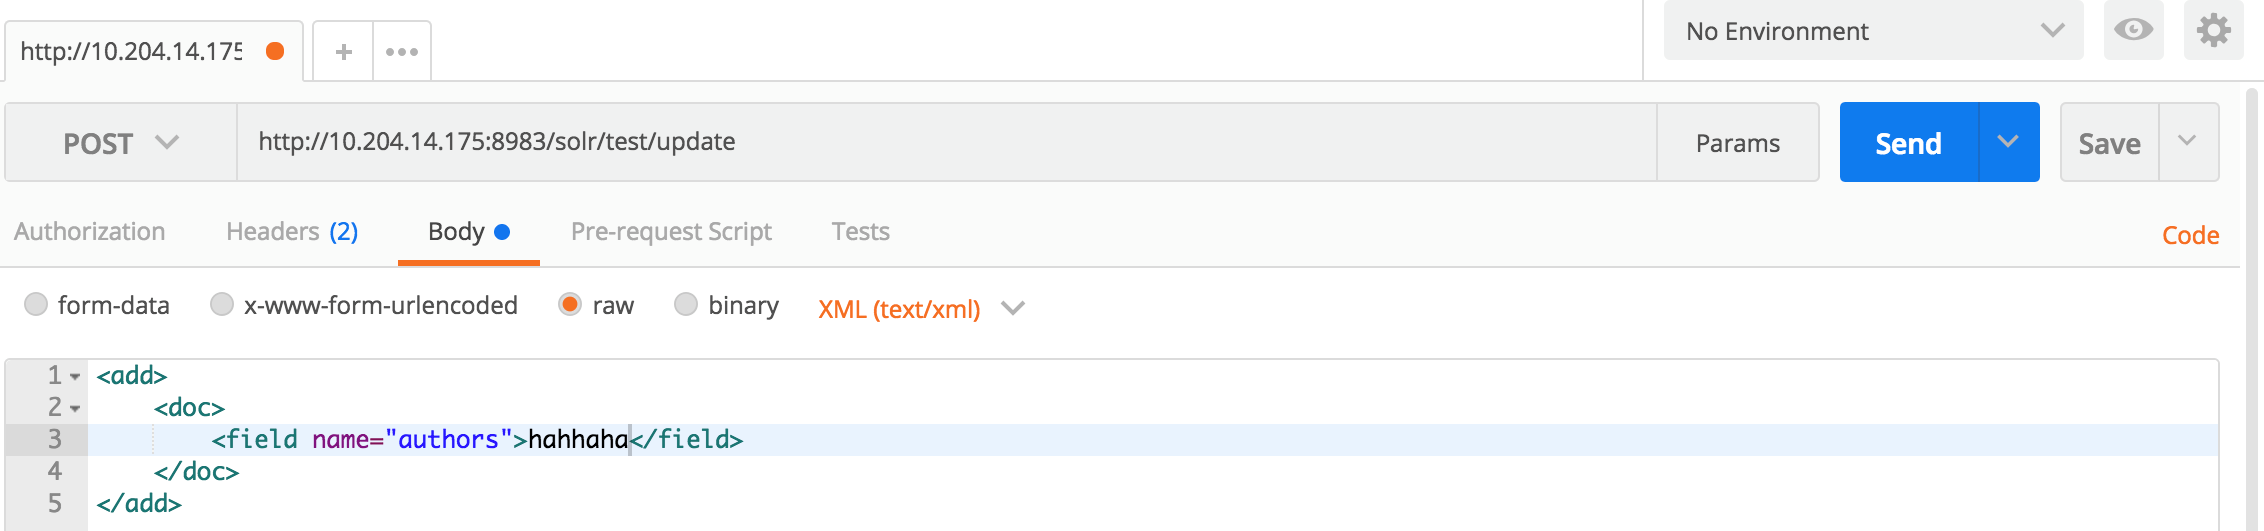 http://10.204.14.175
No Environment
POST http://10.204.14.175:8983/solr/test/update Params Send Save
Authorization Headers (2) Body Pre-request Script Tests Code
form-data x-www-form-urlencoded raw binary XML (text/xml)
1 <add>
2 <doc>
3 <field name="authors">hahhaha</field>
4 </doc>
5 </add>